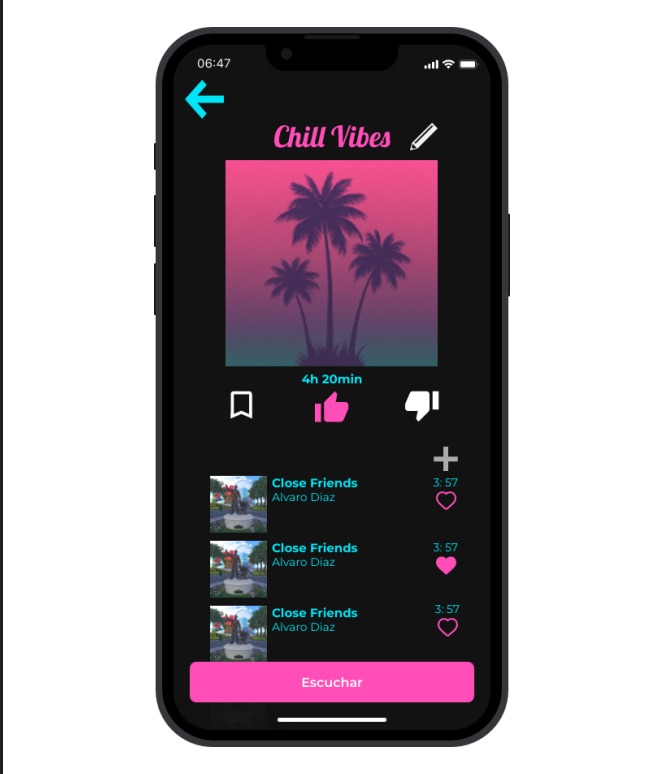 06:47
Chill Vibes
4h 20min
Close Friends
3: 57
Alvaro Diaz
Close Friends
3: 57
Alvaro Diaz
Close Friends
3: 57
Alvaro Diaz
Escuchar